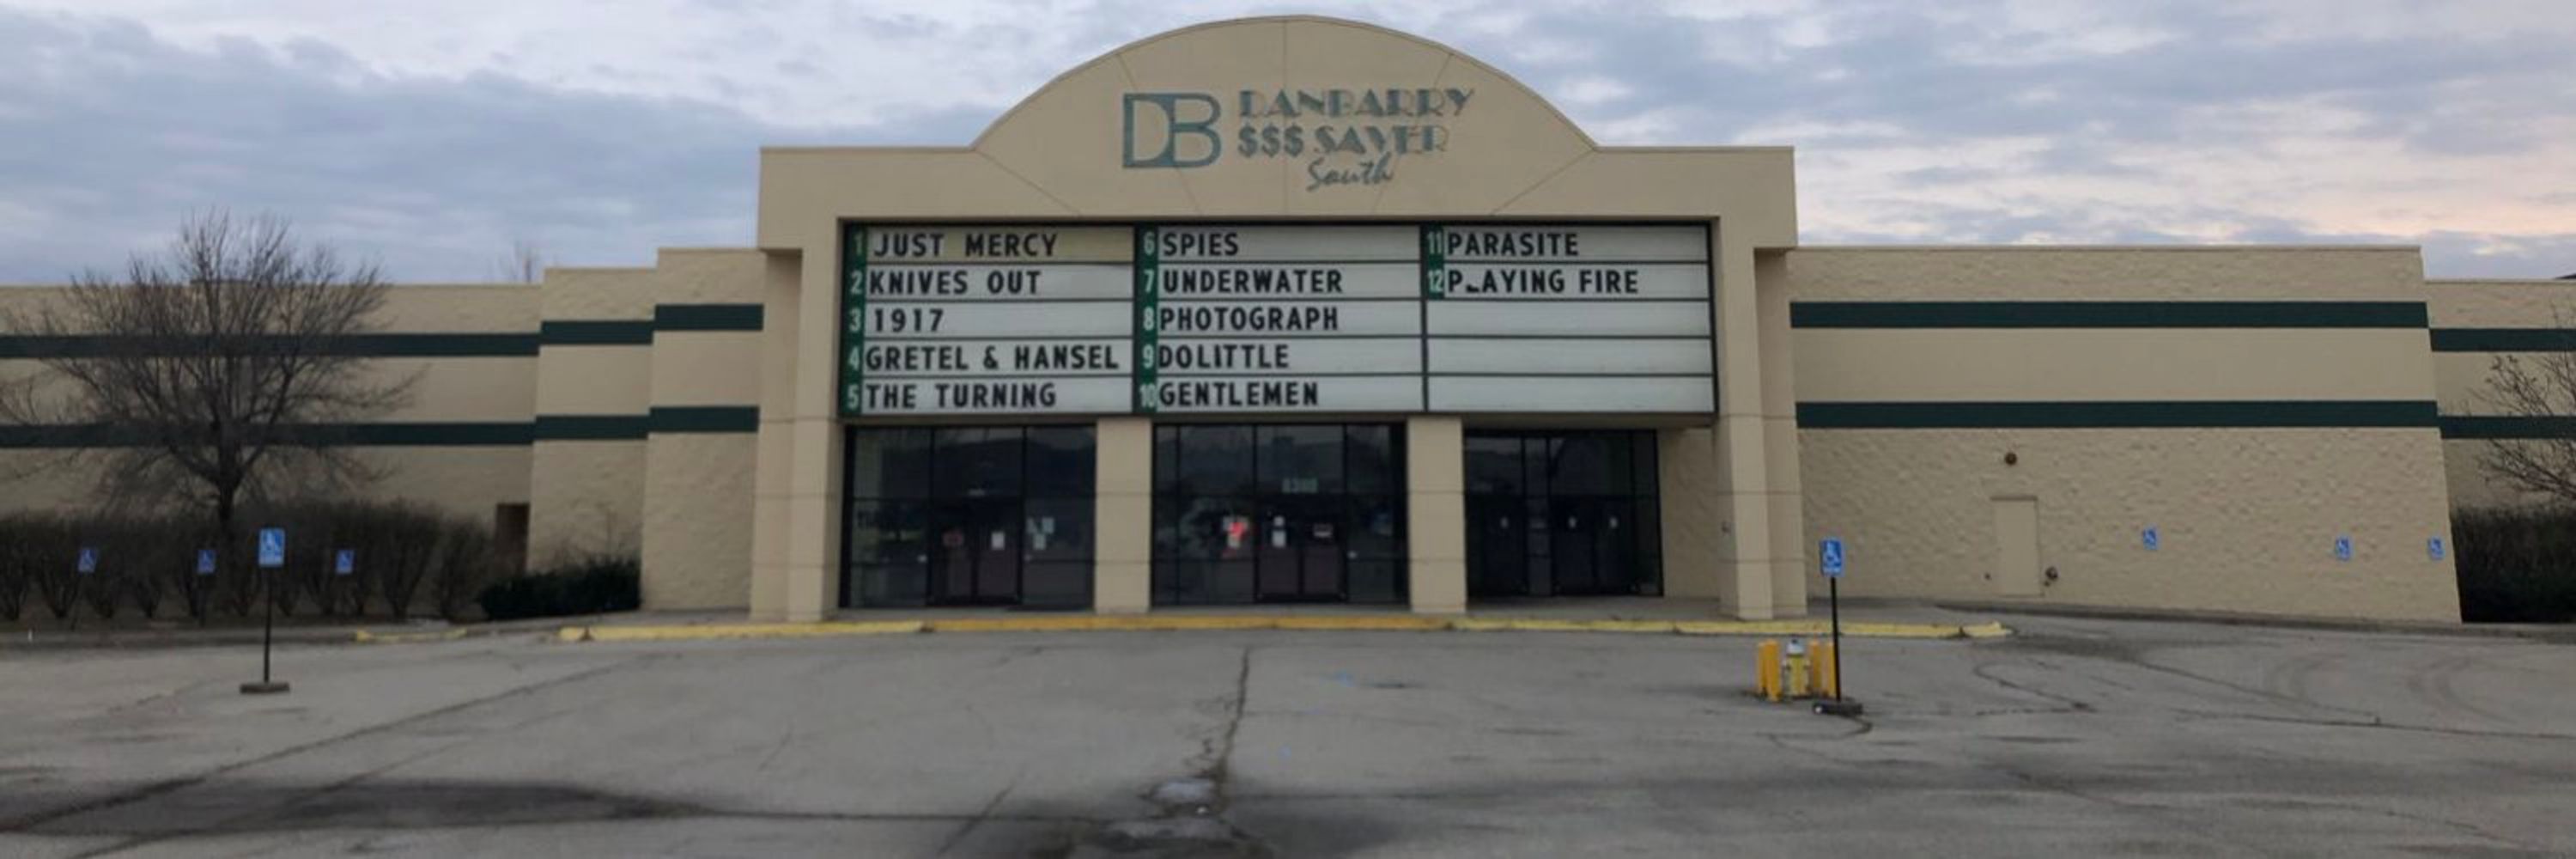 DB DANBARRY
$$$ SAVER
South
1 JUST MERCY
2 KNIVES OUT
3 1917
4 GRETEL & HANSEL
5 THE TURNING
6 SPIES
7 UNDERWATER
8 PHOTOGRAPH
9 DOLITTLE
10 GENTLEMEN
11 PARASITE
12 PLAYING FIRE